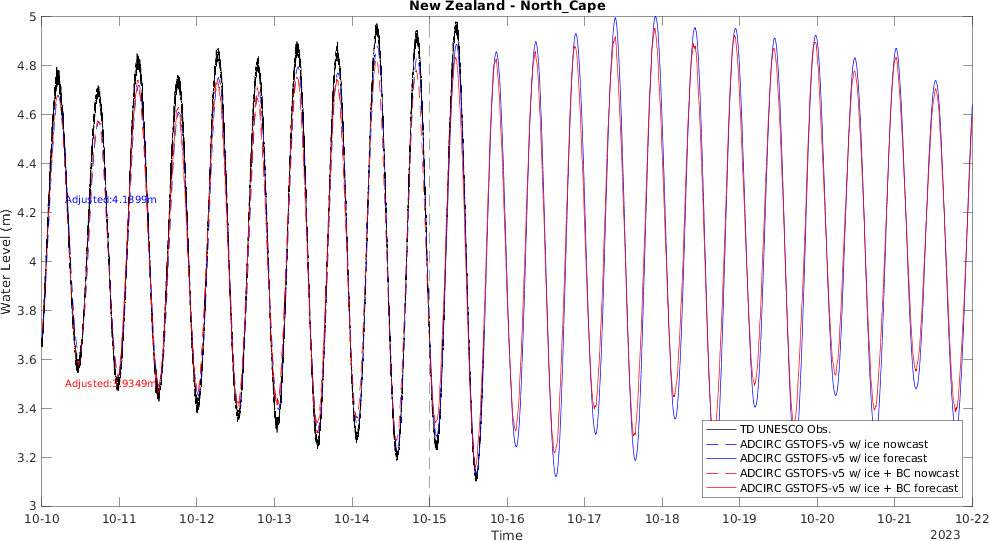 New Zealand - North_Cape
5
4.8
4.6
4.4
4.2
4
3.8
3.6
3.4
3.2
3
Water Level (m)
Adjusted:4.1899m
Adjusted:3.9349m
TD UNESCO Obs.
ADCIRC GSTOFS-v5 w/ ice nowcast
ADCIRC GSTOFS-v5 w/ ice forecast
ADCIRC GSTOFS-v5 w/ ice + BC nowcast
ADCIRC GSTOFS-v5 w/ ice + BC forecast
10-10 10-11 10-12 10-13 10-14 10-15 10-16 10-17 10-18 10-19 10-20 10-21 10-22
Time
2023